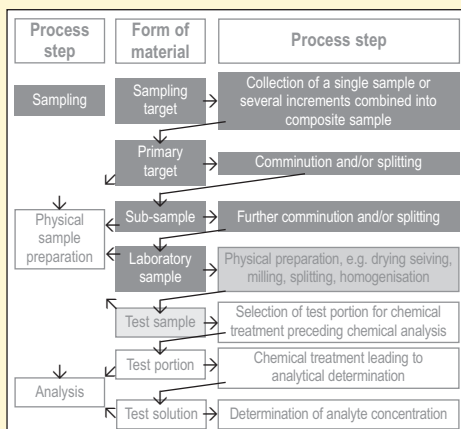 Process
step
Form of
material
Process step
Sampling
Sampling
target
Collection of a single sample or
several increments combined into
composite sample
Primary
target
Comminution and/or splitting
Physical
sample
preparation
Sub-sample
Further comminution and/or splitting
Laboratory
sample
Physical preparation, e.g. drying seiving,
milling, splitting, homogenisation
Test sample
Selection of test portion for chemical
treatment preceding chemical analysis
Analysis
Test portion
Chemical treatment leading to
analytical determination
Test solution
Determination of analyte concentration